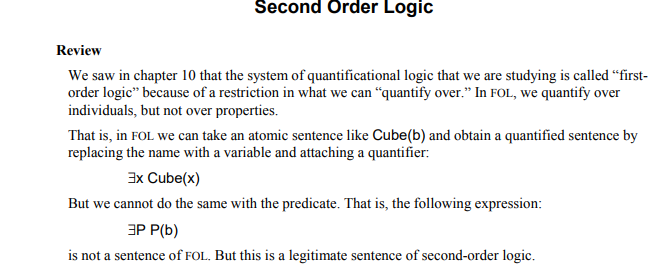 Second Order Logic
Review
We saw in chapter 10 that the system of quantificational logic that we are studying is called “first-
order logic” because of a restriction in what we can “quantify over.” In FOL, we quantify over
individuals, but not over properties.
That is, in FOL we can take an atomic sentence like Cube(b) and obtain a quantified sentence by
replacing the name with a variable and attaching a quantifier:
∃x Cube(x)
But we cannot do the same with the predicate. That is, the following expression:
∃P P(b)
is not a sentence of FOL. But this is a legitimate sentence of second-order logic.